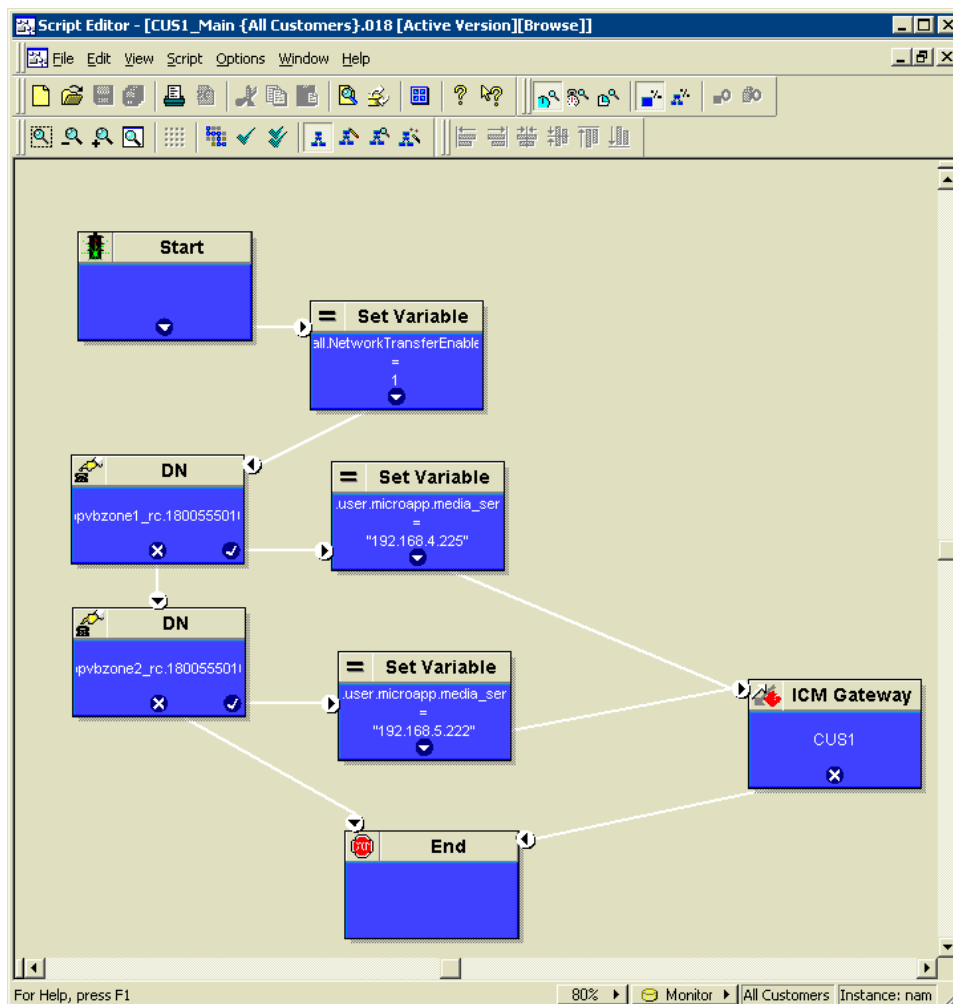 Script Editor - [CUS1_Main {All Customers}.018 [Active Version][Browse]]
File Edit View Script Options Window Help
Start
= Set Variable
all.NetworkTransferEnable
=
1
DN
pvbzone1_rc.180055501
= Set Variable
.user.microapp.media_ser
=
"192.168.4.225"
DN
pvbzone2_rc.180055501
= Set Variable
.user.microapp.media_ser
=
"192.168.5.222"
ICM Gateway
CUS1
End
For Help, press F1 80% Monitor All Customers Instance: nam